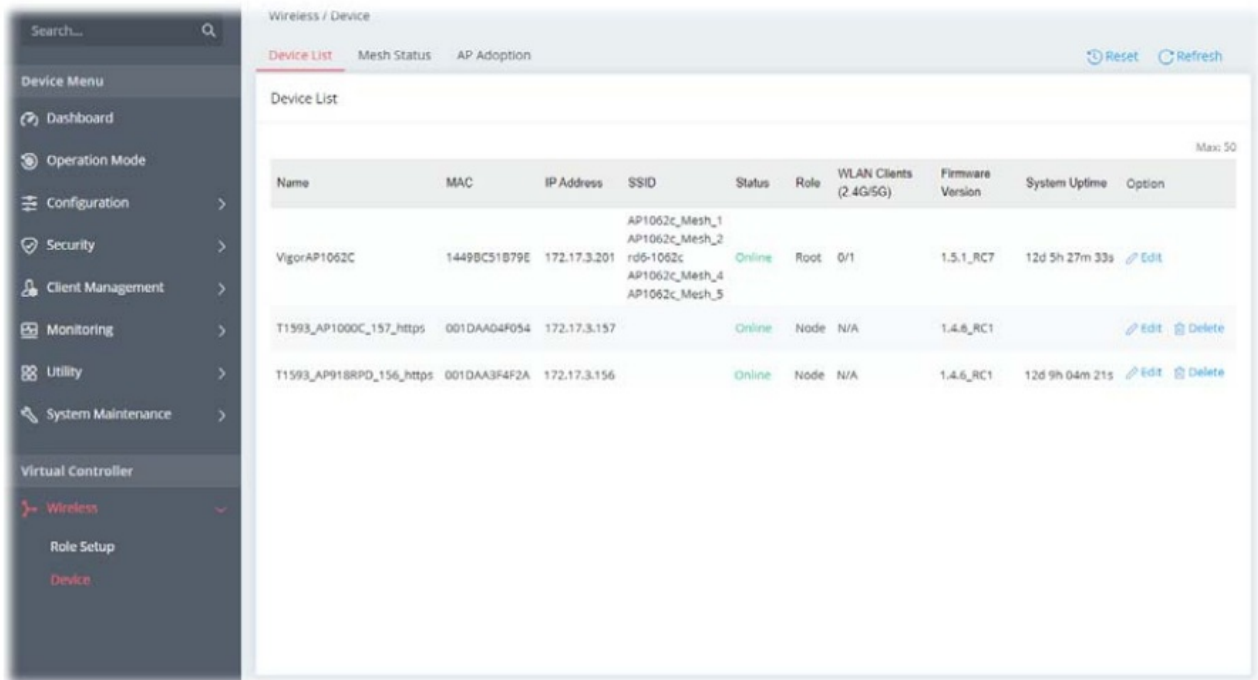 Search...
Device Menu
Dashboard
Operation Mode
Configuration
Security
Client Management
Monitoring
Utility
System Maintenance
Virtual Controller
Wireless
Role Setup
Device
Wireless / Device
Device List Mesh Status AP Adoption Reset Refresh
Device List
Max: 50
Name MAC IP Address SSID Status Role WLAN Clients (2.4G/5G) Firmware Version System Uptime Option
AP1062c_Mesh_1
AP1062c_Mesh_2
VigorAP1062C 1449BC51B79E 172.17.3.201 rd6-1062c Online Root 0/1 1.5.1_RC7 12d 5h 27m 33s Edit
AP1062c_Mesh_4
AP1062c_Mesh_5
T1593_AP1000C_157_https 001DAA04F054 172.17.3.157 Online Node N/A 1.4.6_RC1 Edit Delete
T1593_AP918RPD_156_https 001DAA3F4F2A 172.17.3.156 Online Node N/A 1.4.6_RC1 12d 9h 04m 21s Edit Delete